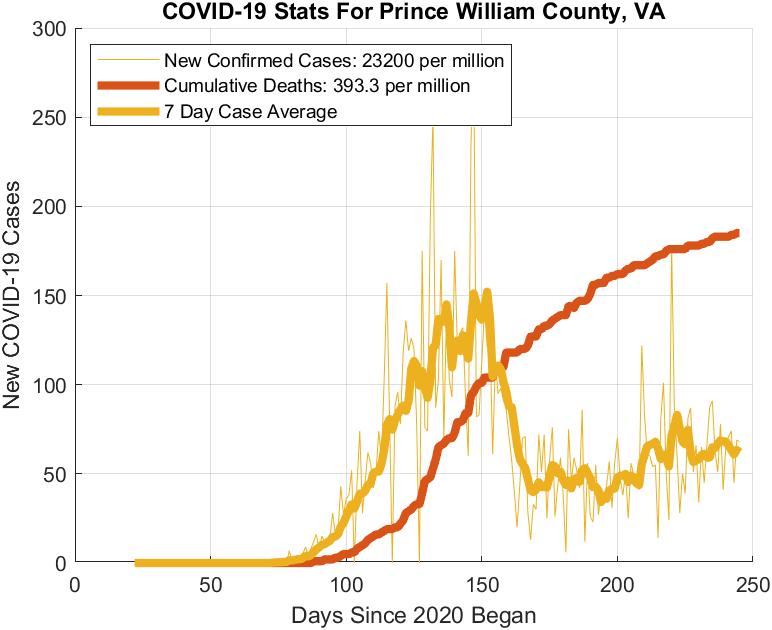 COVID-19 Stats For Prince William County, VA
New Confirmed Cases: 23200 per million
Cumulative Deaths: 393.3 per million
7 Day Case Average
New COVID-19 Cases
300
250
200
150
100
50
0
0 50 100 150 200 250
Days Since 2020 Began